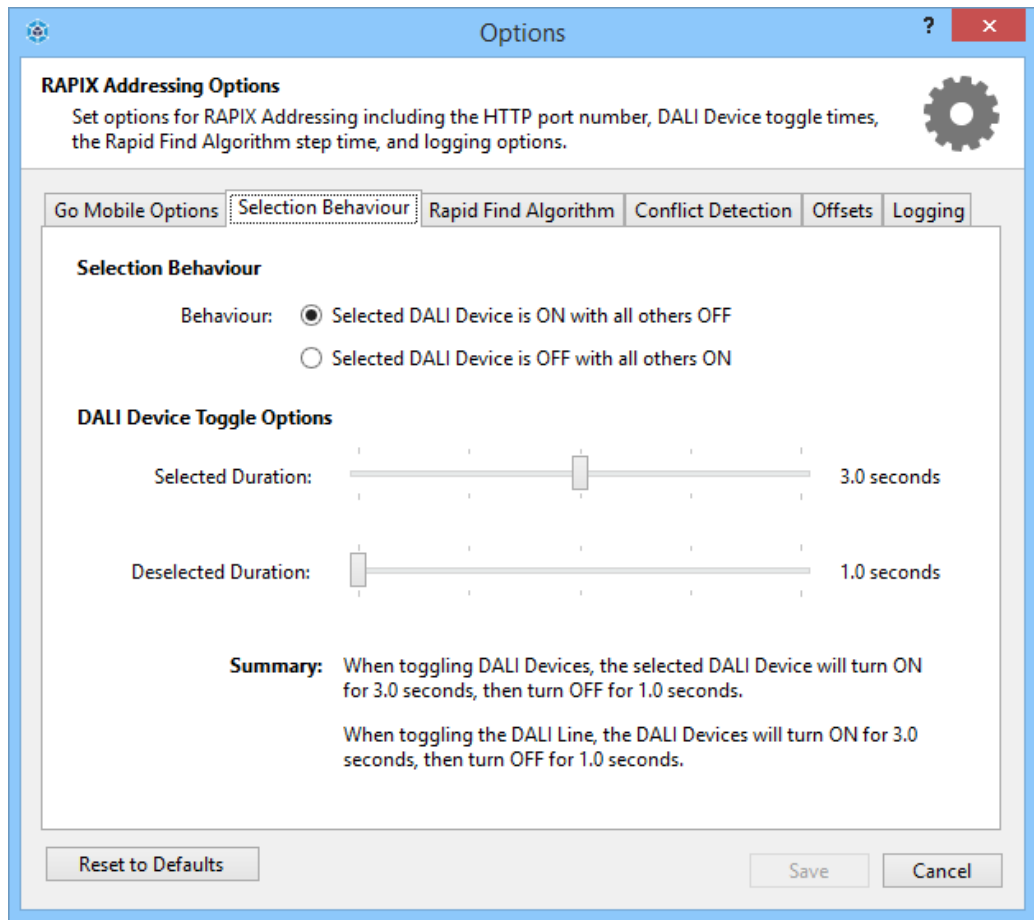 Options
?
RAPIX Addressing Options
Set options for RAPIX Addressing including the HTTP port number, DALI Device toggle times,
the Rapid Find Algorithm step time, and logging options.
Go Mobile Options Selection Behaviour Rapid Find Algorithm Conflict Detection Offsets Logging
Selection Behaviour
Behaviour: Selected DALI Device is ON with all others OFF
Selected DALI Device is OFF with all others ON
DALI Device Toggle Options
Selected Duration: 3.0 seconds
Deselected Duration: 1.0 seconds
Summary: When toggling DALI Devices, the selected DALI Device will turn ON
for 3.0 seconds, then turn OFF for 1.0 seconds.
When toggling the DALI Line, the DALI Devices will turn ON for 3.0
seconds, then turn OFF for 1.0 seconds.
Reset to Defaults Save Cancel